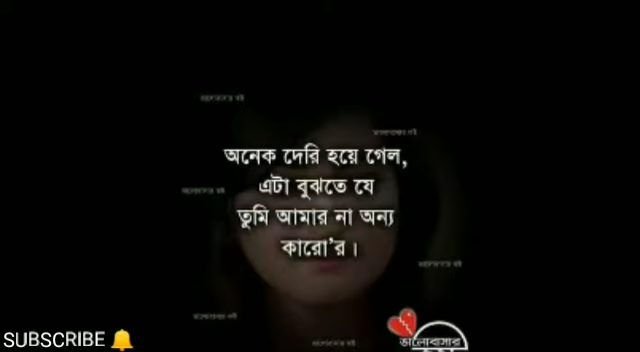 অনেক দেরি হয়ে গেল,
এটা বুঝতে যে
তুমি আমার না অন্য
কারো'র।
ভালোবাসার
SUBSCRIBE